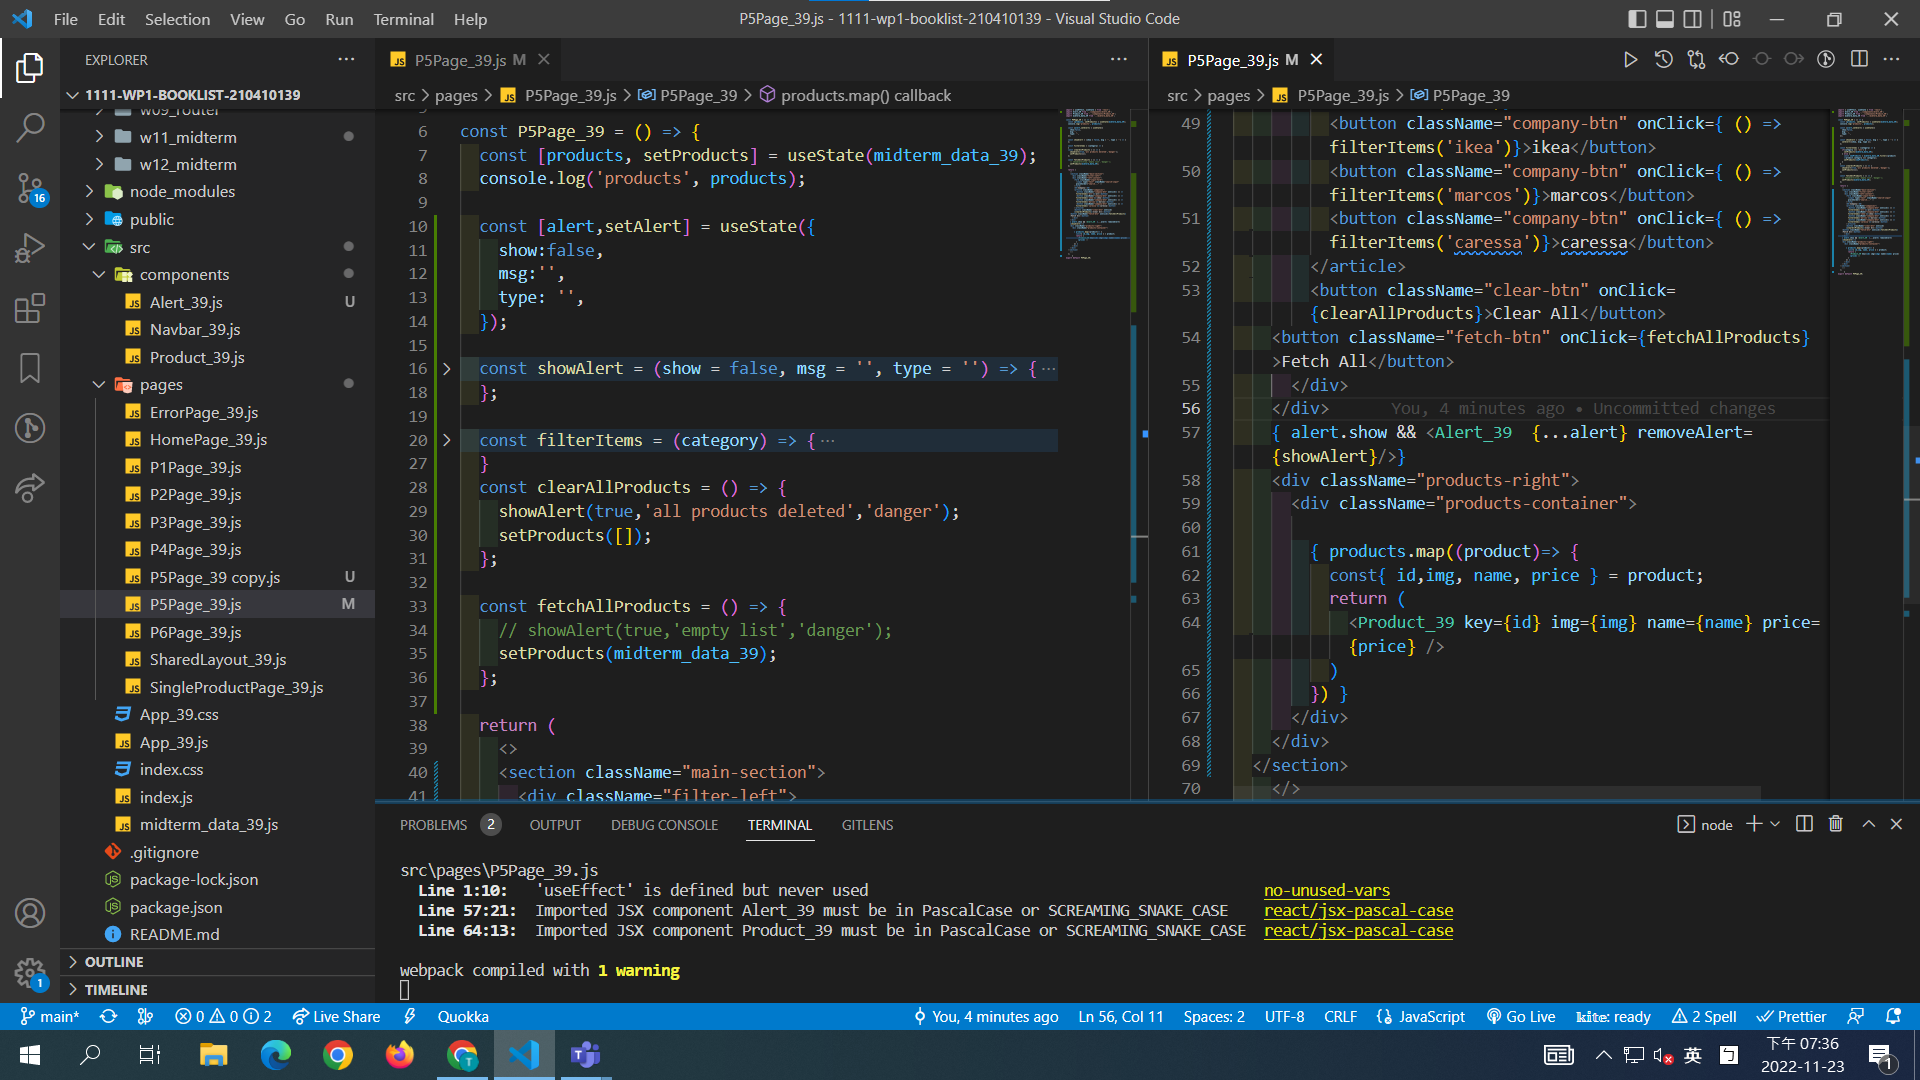 File Edit Selection View Go Run Terminal Help
P5Page_39.js - 1111-wp1-booklist-210410139 - Visual Studio Code
EXPLORER
1111-WP1-BOOKLIST-210410139
w09_router
w11_midterm
w12_midterm
node_modules
public
src
components
Alert_39.js U
Navbar_39.js
Product_39.js
pages
ErrorPage_39.js
HomePage_39.js
P1Page_39.js
P2Page_39.js
P3Page_39.js
P4Page_39.js
P5Page_39 copy.js U
P5Page_39.js M
P6Page_39.js
SharedLayout_39.js
SingleProductPage_39.js
App_39.css
App_39.js
index.css
index.js
midterm_data_39.js
.gitignore
package-lock.json
package.json
README.md
OUTLINE
TIMELINE
16
1
P5Page_39.js M
src > pages > P5Page_39.js > P5Page_39 > products.map() callback
6 const P5Page_39 = () => {
7 const [products, setProducts] = useState(midterm_data_39);
8 console.log('products', products);
9
10 const [alert,setAlert] = useState({
11 show:false,
12 msg:'',
13 type: '',
14 });
15
16 const showAlert = (show = false, msg = '', type = '') => {···
18 };
19
20 const filterItems = (category) => {···
27 }
28 const clearAllProducts = () => {
29 showAlert(true,'all products deleted','danger');
30 setProducts([]);
31 };
32
33 const fetchAllProducts = () => {
34 // showAlert(true,'empty list','danger');
35 setProducts(midterm_data_39);
36 };
37
38 return (
39 <>
40 <section className="main-section">
41 <div className="filter-left">
P5Page_39.js M
src > pages > P5Page_39.js > P5Page_39
49 <button className="company-btn" onClick={ () =>
filterItems('ikea')}>ikea</button>
50 <button className="company-btn" onClick={ () =>
filterItems('marcos')}>marcos</button>
51 <button className="company-btn" onClick={ () =>
filterItems('caressa')}>caressa</button>
52 </article>
53 <button className="clear-btn" onClick=
{clearAllProducts}>Clear All</button>
54 <button className="fetch-btn" onClick={fetchAllProducts}
>Fetch All</button>
55 </div>
56 </div> You, 4 minutes ago • Uncommitted changes
57 { alert.show && <Alert_39 {...alert} removeAlert=
{showAlert}/>}
58 <div className="products-right">
59 <div className="products-container">
60
61 { products.map((product)=> {
62 const{ id,img, name, price } = product;
63 return (
64 <Product_39 key={id} img={img} name={name} price=
{price} />
65 )
66 }) }
67 </div>
68 </div>
69 </section>
70 </>
PROBLEMS 2 OUTPUT DEBUG CONSOLE TERMINAL GITLENS
node
src\pages\P5Page_39.js
Line 1:10: 'useEffect' is defined but never used no-unused-vars
Line 57:21: Imported JSX component Alert_39 must be in PascalCase or SCREAMING_SNAKE_CASE react/jsx-pascal-case
Line 64:13: Imported JSX component Product_39 must be in PascalCase or SCREAMING_SNAKE_CASE react/jsx-pascal-case
webpack compiled with 1 warning
main* 0 0 2 Live Share Quokka You, 4 minutes ago Ln 56, Col 11 Spaces: 2 UTF-8 CRLF JavaScript Go Live kite: ready 2 Spell Prettier
英 ㄅ
下午 07:36
2022-11-23
1